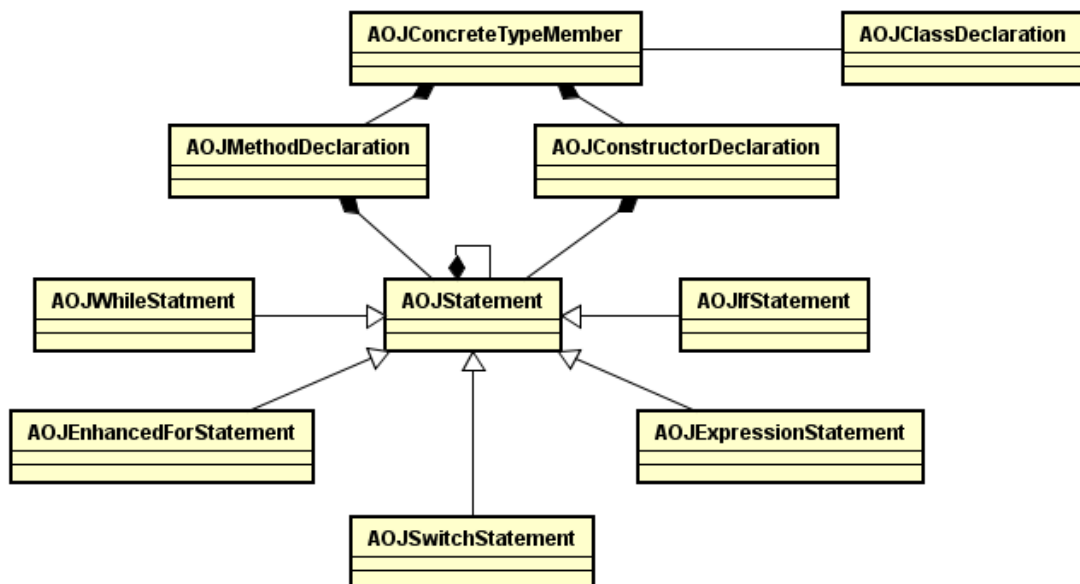 AOJConcreteTypeMember
AOJClassDeclaration
AOJMethodDeclaration
AOJConstructorDeclaration
AOJWhileStatment
AOJStatement
AOJIfStatement
AOJEnhancedForStatement
AOJExpressionStatement
AOJSwitchStatement